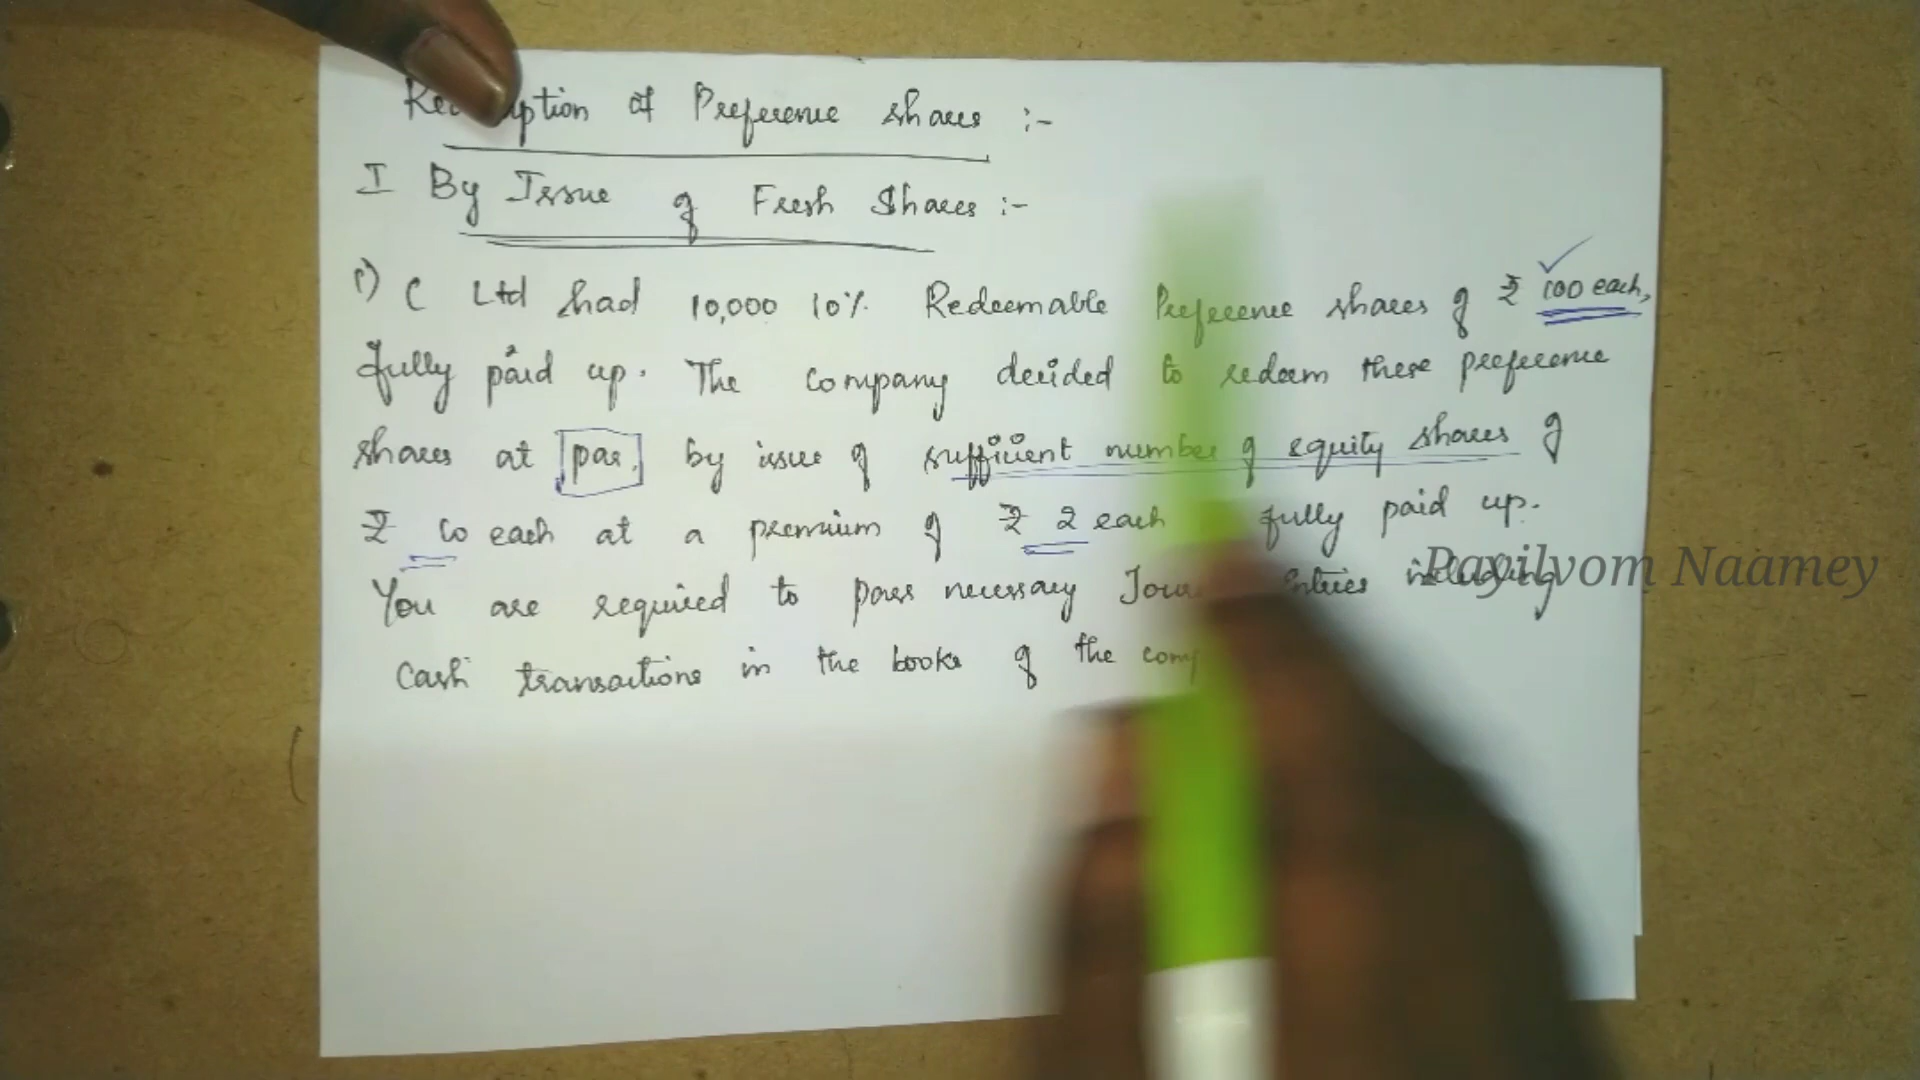 of Preference shares :-
I By Issue of Fresh Shares :-
1) C Ltd had 10,000 10% Redeemable Preference shares of ₹ 100 each,
fully paid up. The company decided to redeem these preference
shares at par, by issue of sufficient number of equity shares of
₹ 10 each at a premium of ₹ 2 each fully paid up.
You are required to pass necessary entries including
Payilvom Naamey
Cash transactions in the books of the